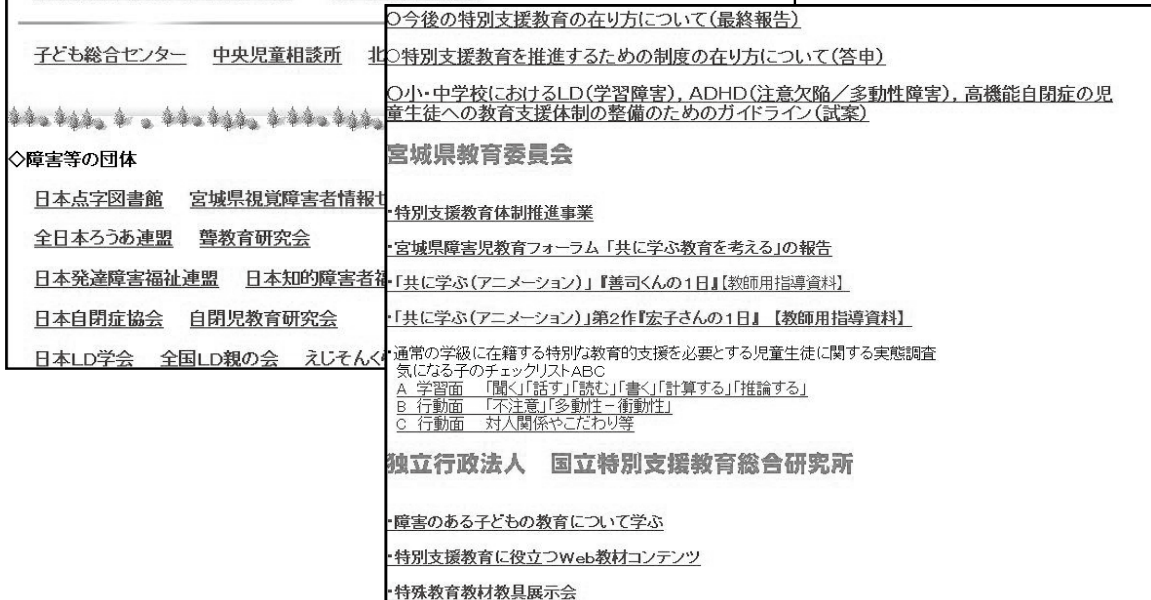 子ども総合センター　中央児童相談所　北
◇障害等の団体
日本点字図書館　宮城県視覚障害者情報セ
全日本ろうあ連盟　聾教育研究会
日本発達障害福祉連盟　日本知的障害者福
日本自閉症協会　自閉児教育研究会
日本LD学会　全国LD親の会　えじそんくら
○今後の特別支援教育の在り方について(最終報告)
○特別支援教育を推進するための制度の在り方について(答申)
○小・中学校におけるLD(学習障害), ADHD(注意欠陥／多動性障害), 高機能自閉症の児
童生徒への教育支援体制の整備のためのガイドライン(試案)
宮城県教育委員会
・特別支援教育体制推進事業
・宮城県障害児教育フォーラム「共に学ぶ教育を考える」の報告
・「共に学ぶ(アニメーション)」『善司くんの1日』【教師用指導資料】
・「共に学ぶ(アニメーション)」第2作『宏子さんの1日』 【教師用指導資料】
・通常の学級に在籍する特別な教育的支援を必要とする児童生徒に関する実態調査
気になる子のチェックリストABC
A 学習面　「聞く」「話す」「読む」「書く」「計算する」「推論する」
B 行動面　「不注意」「多動性－衝動性」
C 行動面　対人関係やこだわり等
独立行政法人　国立特別支援教育総合研究所
・障害のある子どもの教育について学ぶ
・特別支援教育に役立つWeb教材コンテンツ
・特殊教育教材教具展示会